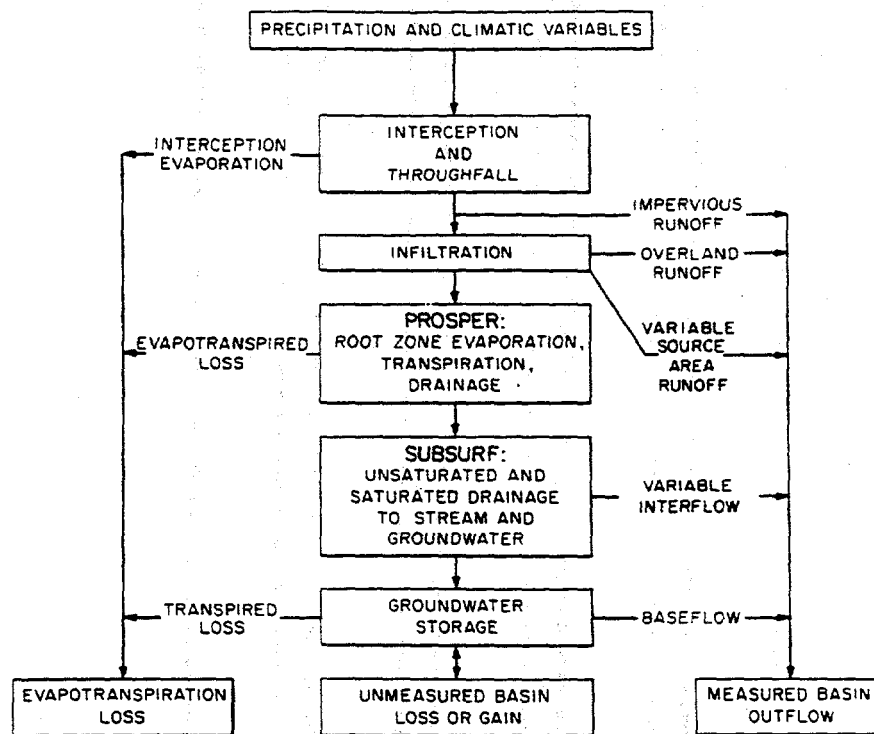 PRECIPITATION AND CLIMATIC VARIABLES
INTERCEPTION
AND
THROUGHFALL
INTERCEPTION
EVAPORATION
IMPERVIOUS
RUNOFF
INFILTRATION
OVERLAND
RUNOFF
PROSPER:
ROOT ZONE EVAPORATION,
TRANSPIRATION,
DRAINAGE
EVAPOTRANSPIRED
LOSS
VARIABLE
SOURCE
AREA
RUNOFF
SUBSURF:
UNSATURATED AND
SATURATED DRAINAGE
TO STREAM AND
GROUNDWATER
VARIABLE
INTERFLOW
TRANSPIRED
LOSS
GROUNDWATER
STORAGE
BASEFLOW
EVAPOTRANSPIRATION
LOSS
UNMEASURED BASIN
LOSS OR GAIN
MEASURED BASIN
OUTFLOW